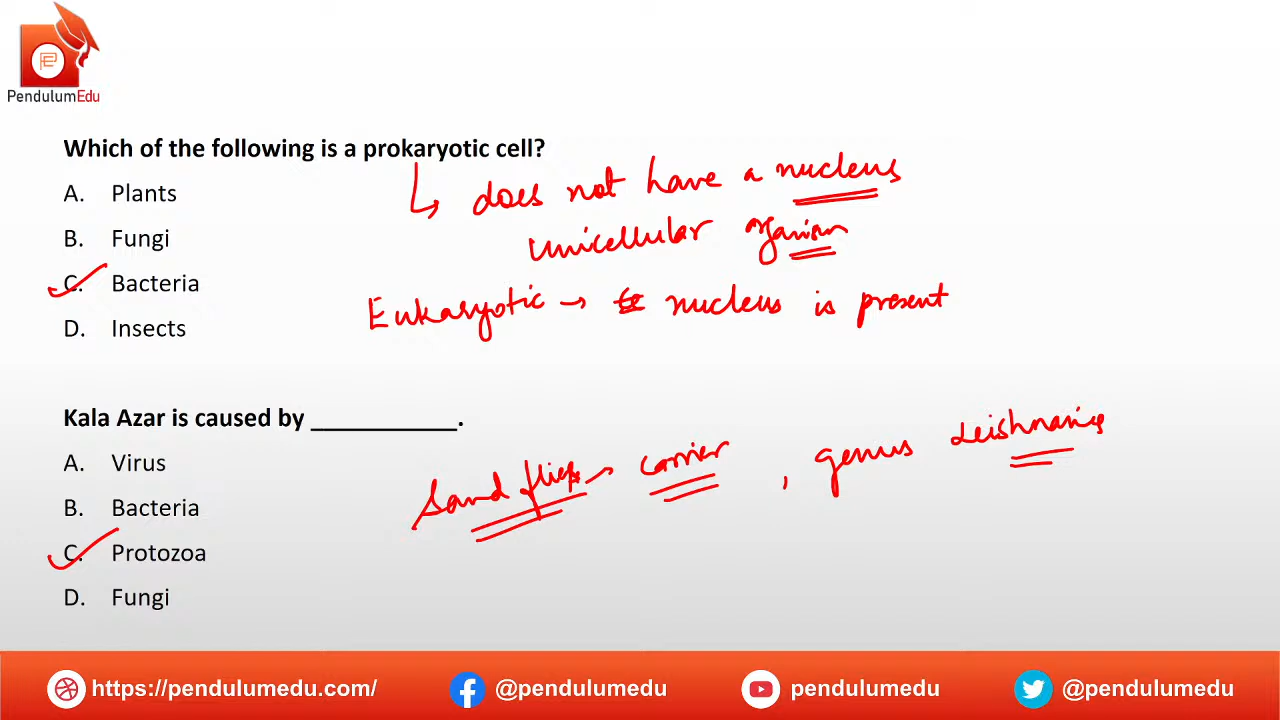 PendulumEdu
Which of the following is a prokaryotic cell?
A. Plants
does not have a nucleus
B. Fungi
unicellular organism
C. Bacteria
Eukaryotic → nucleus is present
D. Insects
Kala Azar is caused by ___________.
A. Virus
Sand flies → carrier , genus
B. Bacteria
C. Protozoa
D. Fungi
https://pendulumedu.com/ @pendulumedu pendulumedu @pendulumedu